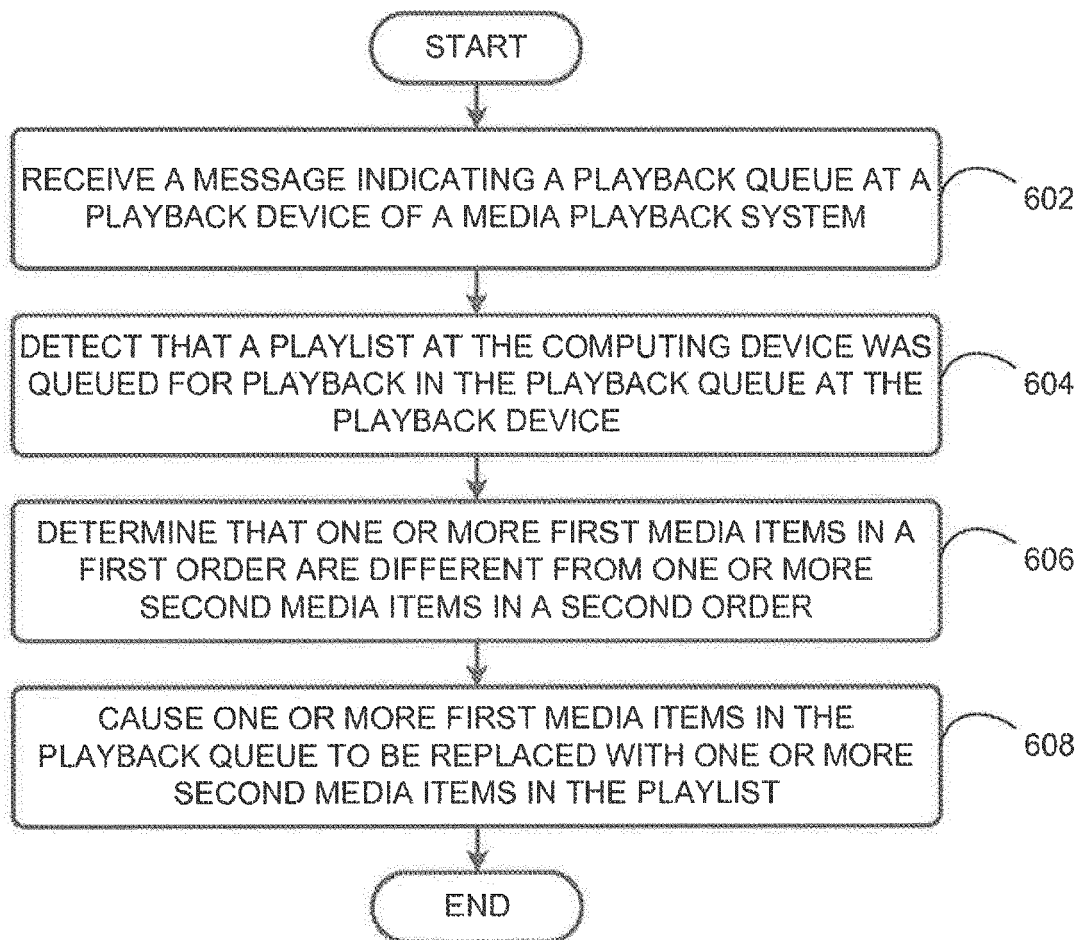 START
RECEIVE A MESSAGE INDICATING A PLAYBACK QUEUE AT A
PLAYBACK DEVICE OF A MEDIA PLAYBACK SYSTEM
602
DETECT THAT A PLAYLIST AT THE COMPUTING DEVICE WAS
QUEUED FOR PLAYBACK IN THE PLAYBACK QUEUE AT THE
PLAYBACK DEVICE
604
DETERMINE THAT ONE OR MORE FIRST MEDIA ITEMS IN A
FIRST ORDER ARE DIFFERENT FROM ONE OR MORE
SECOND MEDIA ITEMS IN A SECOND ORDER
606
CAUSE ONE OR MORE FIRST MEDIA ITEMS IN THE
PLAYBACK QUEUE TO BE REPLACED WITH ONE OR MORE
SECOND MEDIA ITEMS IN THE PLAYLIST
608
END